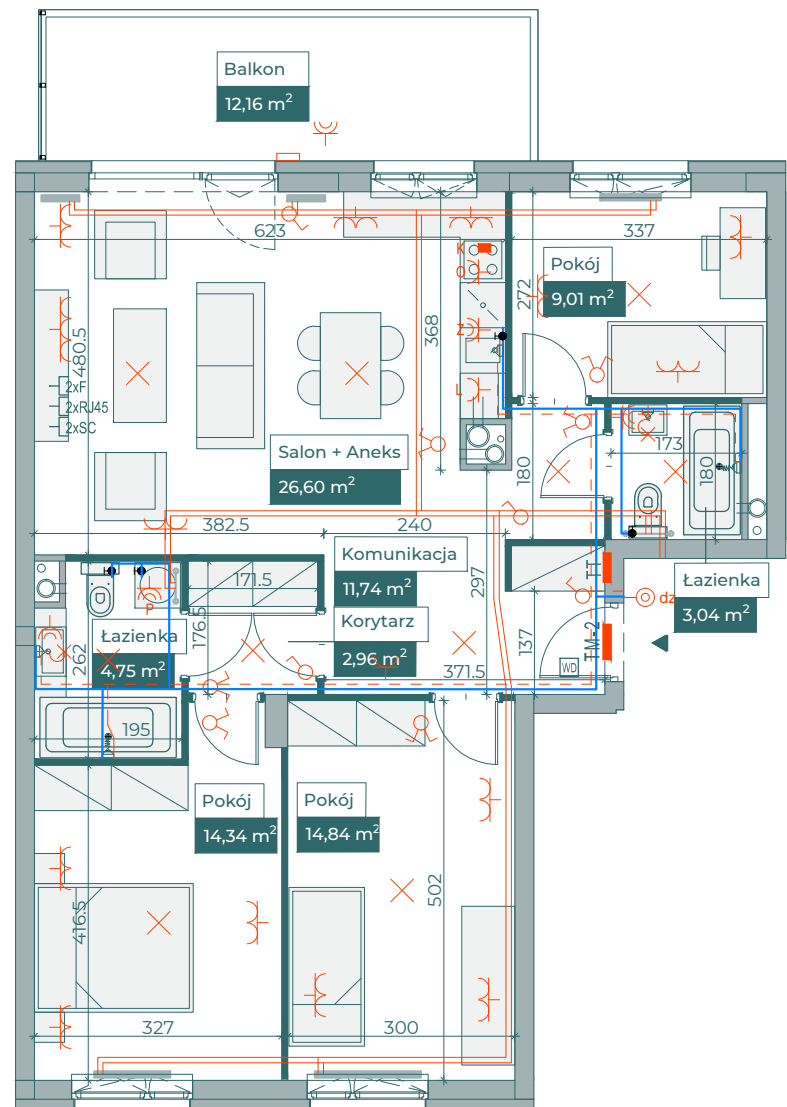 Balkon
12,16 m²
623
337
Pokój
9,01 m²
272
368
480.5
K
O
Z
L
2xF
2xRJ45
2xSC
Salon + Aneks
26,60 m²
180
173
180
382.5
240
Komunikacja
11,74 m²
297
171.5
176.5
P
Łazienka
4,75 m²
262
Korytarz
2,96 m²
371.5
137
TT
TM-2
WD
dz
Łazienka
3,04 m²
195
Pokój
14,34 m²
Pokój
14,84 m²
416.5
502
327
300